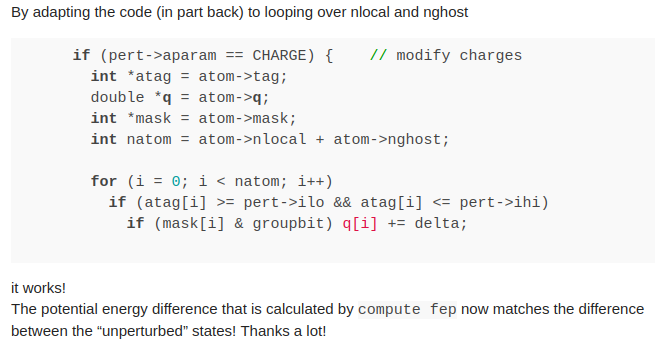 By adapting the code (in part back) to looping over nlocal and nghost
if (pert->aparam == CHARGE) {    // modify charges
int *atag = atom->tag;
double *q = atom->q;
int *mask = atom->mask;
int natom = atom->nlocal + atom->nghost;
for (i = 0; i < natom; i++)
if (atag[i] >= pert->ilo && atag[i] <= pert->ihi)
if (mask[i] & groupbit) q[i] += delta;
it works!
The potential energy difference that is calculated by compute fep now matches the difference
between the “unperturbed” states! Thanks a lot!